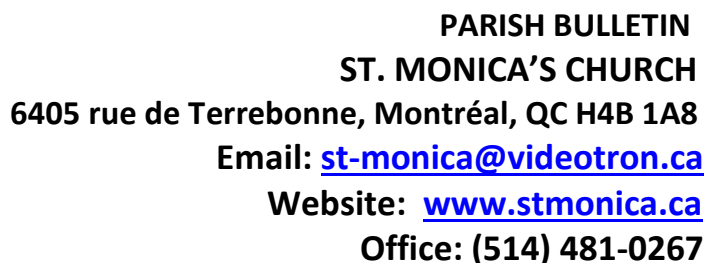 PARISH BULLETIN
ST. MONICA’S CHURCH
6405 rue de Terrebonne, Montréal, QC H4B 1A8
Email: st-monica@videotron.ca
Website: www.stmonica.ca
Office: (514) 481-0267